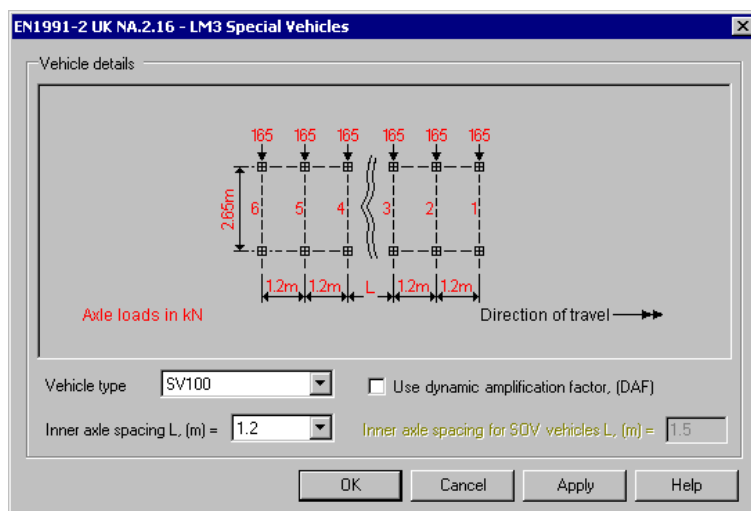 EN1991-2 UK NA.2.16 - LM3 Special Vehicles
Vehicle details
165 165 165 165 165 165
2.65m
6 5 4 3 2 1
1.2m 1.2m L 1.2m 1.2m
Axle loads in kN
Direction of travel
Vehicle type SV100 Use dynamic amplification factor, (DAF)
Inner axle spacing L, (m) = 1.2 Inner axle spacing for SOV vehicles L, (m) = 1.5
OK Cancel Apply Help